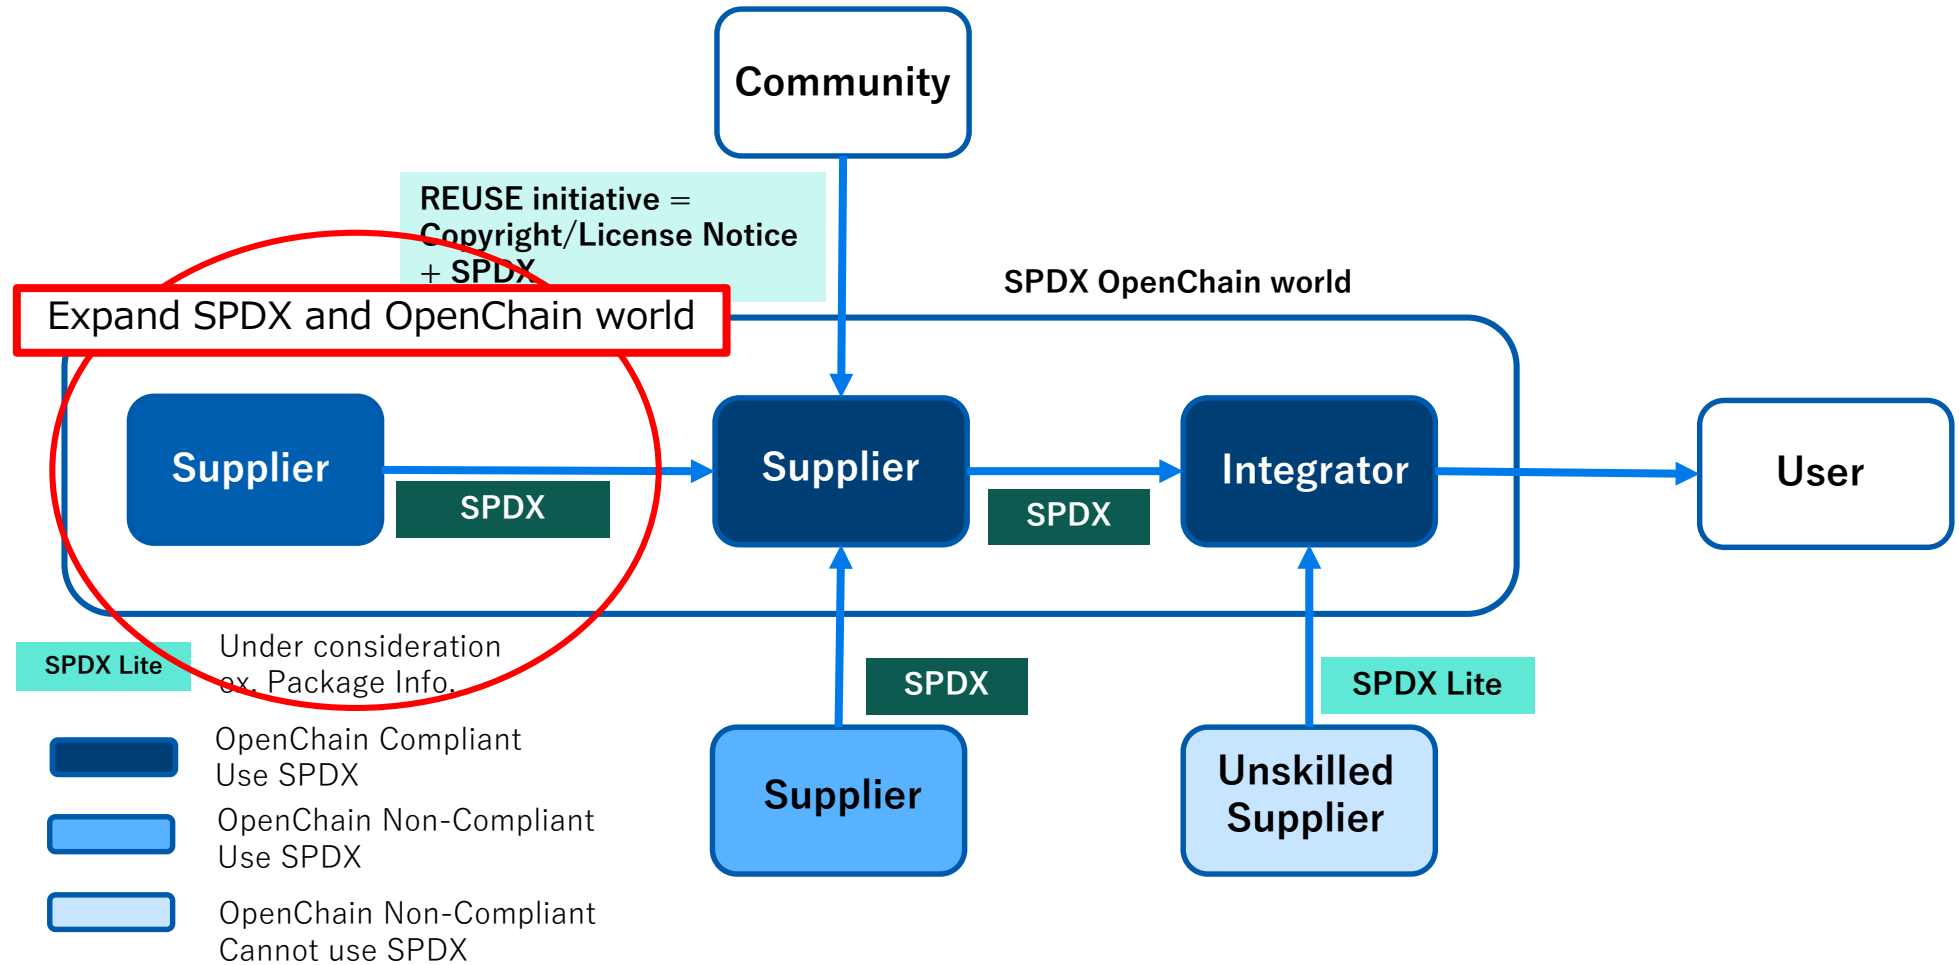 Community
REUSE initiative =
Copyright/License Notice
+ SPDX
SPDX OpenChain world
Expand SPDX and OpenChain world
Supplier
Supplier
Integrator
User
SPDX
SPDX
SPDX Lite
Under consideration
ex. Package Info.
SPDX
SPDX Lite
OpenChain Compliant
Use SPDX
Supplier
Unskilled
Supplier
OpenChain Non-Compliant
Use SPDX
OpenChain Non-Compliant
Cannot use SPDX